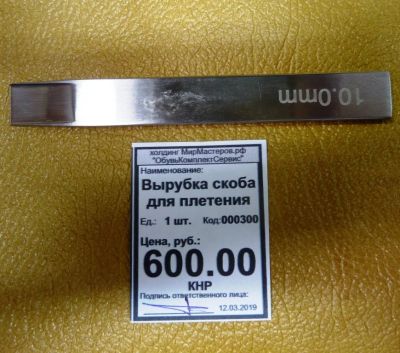 10.0mm
холдинг МирМастеров.рф
"ОбувьКомплектСервис"
Наименование:
Вырубка скоба
для плетения
Ед.: 1 шт. Код:000300
Цена, руб.:
600.00
КНР
Подпись ответственного лица:
12.03.2019